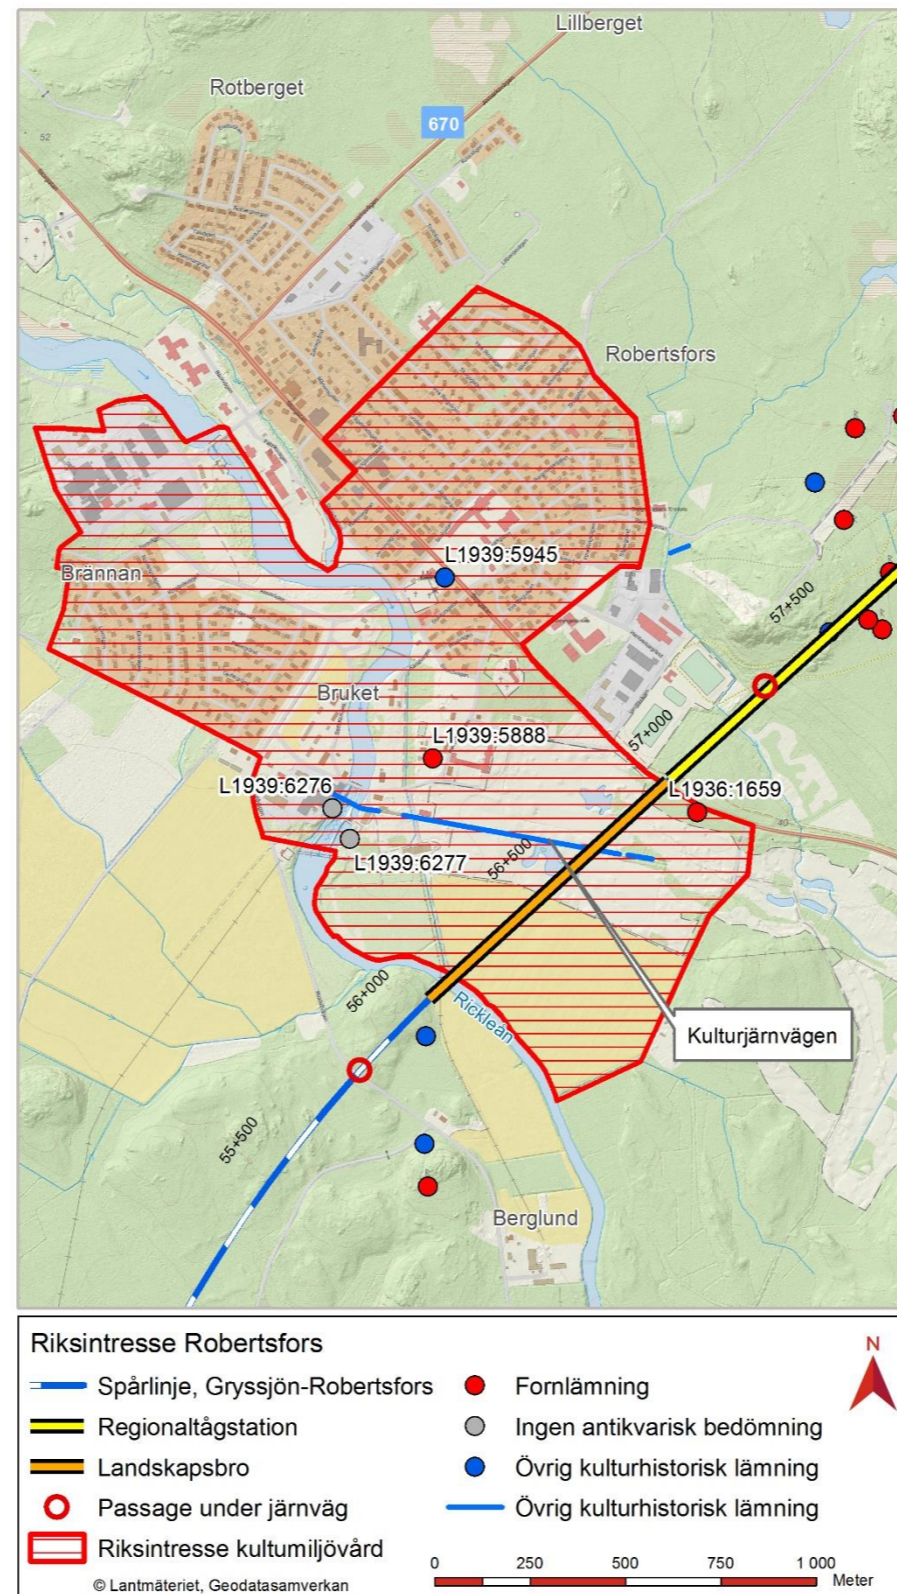 Lillberget
Rotberget
670
52
Robertsfors
L1939:5945
Brännan
57+500
Bruket
57+000
L1939:5888
L1939:6276
L1936:1659
40
L1939:6277
56+500
56+000
Rickleån
Kulturjärnvägen
55+500
Berglund
Riksintresse Robertsfors
N
Spårlinje, Gryssjön-Robertsfors
Fornlämning
Regionaltågstation
Ingen antikvarisk bedömning
Landskapsbro
Övrig kulturhistorisk lämning
Passage under järnväg
Övrig kulturhistorisk lämning
Riksintresse kultumiljövård
0 250 500 750 1 000
Meter
© Lantmäteriet, Geodatasamverkan